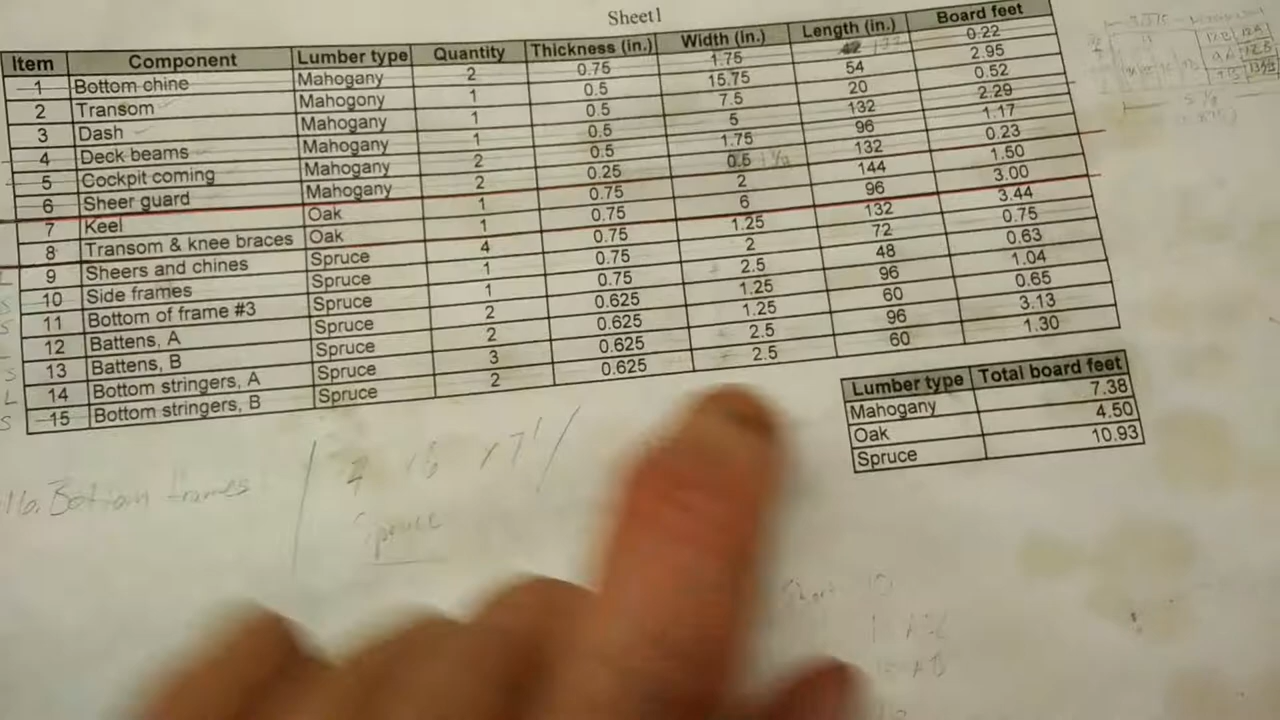 Sheet1
Item Component Lumber type Quantity Thickness (in.) Width (in.) Length (in.) Board feet
1 Bottom chine Mahogany 2 0.75 1.75 42 132 0.22
2 Transom Mahogony 1 0.5 15.75 54 2.95
3 Dash Mahogany 1 0.5 7.5 20 0.52
4 Deck beams Mahogany 1 0.5 5 132 2.29
5 Cockpit coming Mahogany 2 0.5 1.75 96 1.17
6 Sheer guard Mahogany 2 0.25 0.5 132 0.23
7 Keel Oak 1 0.75 2 144 1.50
8 Transom & knee braces Oak 1 0.75 6 96 3.00
9 Sheers and chines Spruce 4 0.75 1.25 132 3.44
10 Side frames Spruce 1 0.75 2 72 0.75
11 Bottom of frame #3 Spruce 1 0.75 2.5 48 0.63
12 Battens, A Spruce 2 0.625 1.25 96 1.04
13 Battens, B Spruce 2 0.625 1.25 60 0.65
14 Bottom stringers, A Spruce 3 0.625 2.5 96 3.13
15 Bottom stringers, B Spruce 2 0.625 2.5 60 1.30
Lumber type Total board feet
Mahogany 7.38
Oak 4.50
Spruce 10.93
16. Bottom frames
Spruce